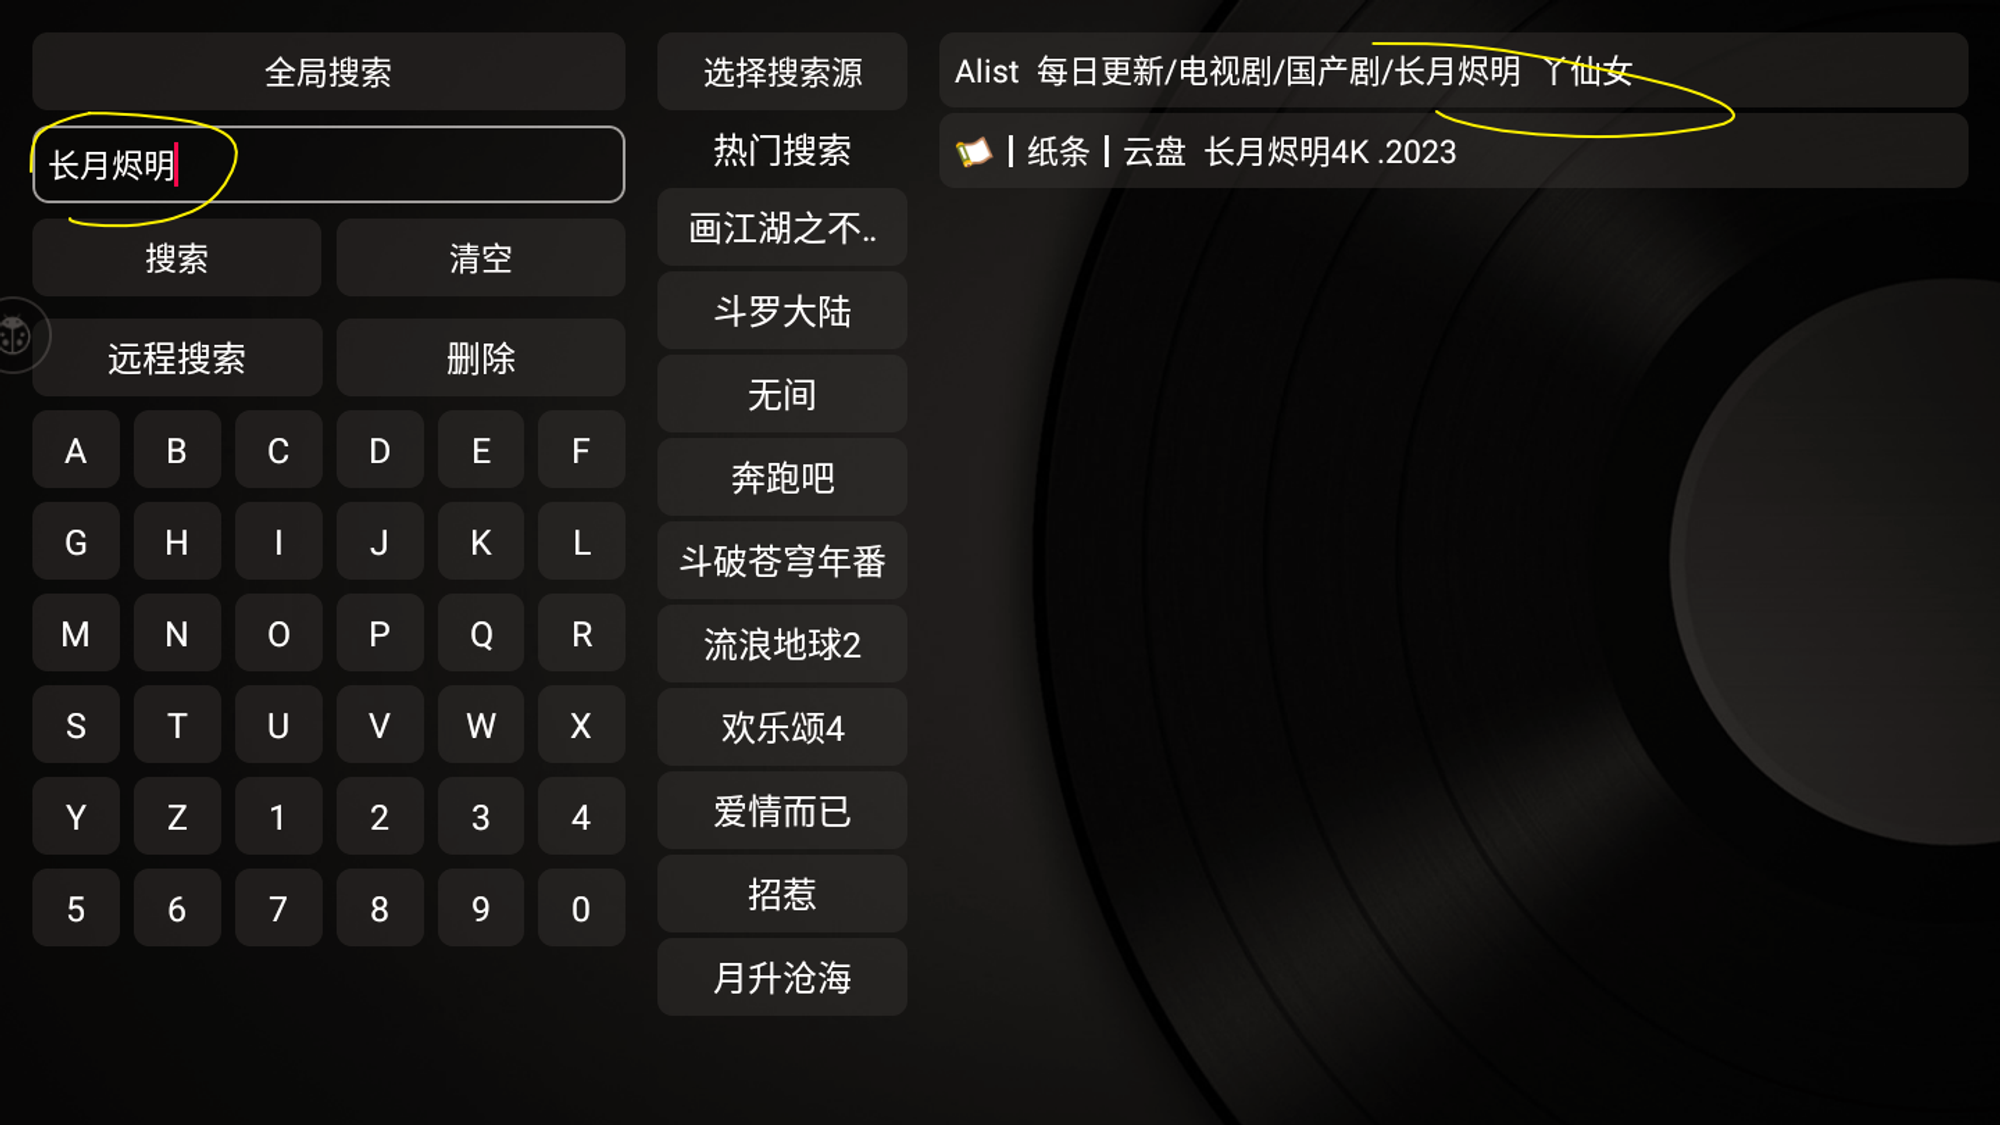 全局搜索
长月烬明
搜索 清空
远程搜索 删除
A B C D E F
G H I J K L
M N O P Q R
S T U V W X
Y Z 1 2 3 4
5 6 7 8 9 0
选择搜索源
热门搜索
画江湖之不..
斗罗大陆
无间
奔跑吧
斗破苍穹年番
流浪地球2
欢乐颂4
爱情而已
招惹
月升沧海
Alist 每日更新/电视剧/国产剧/长月烬明 丫仙女
┃纸条┃云盘 长月烬明4K .2023